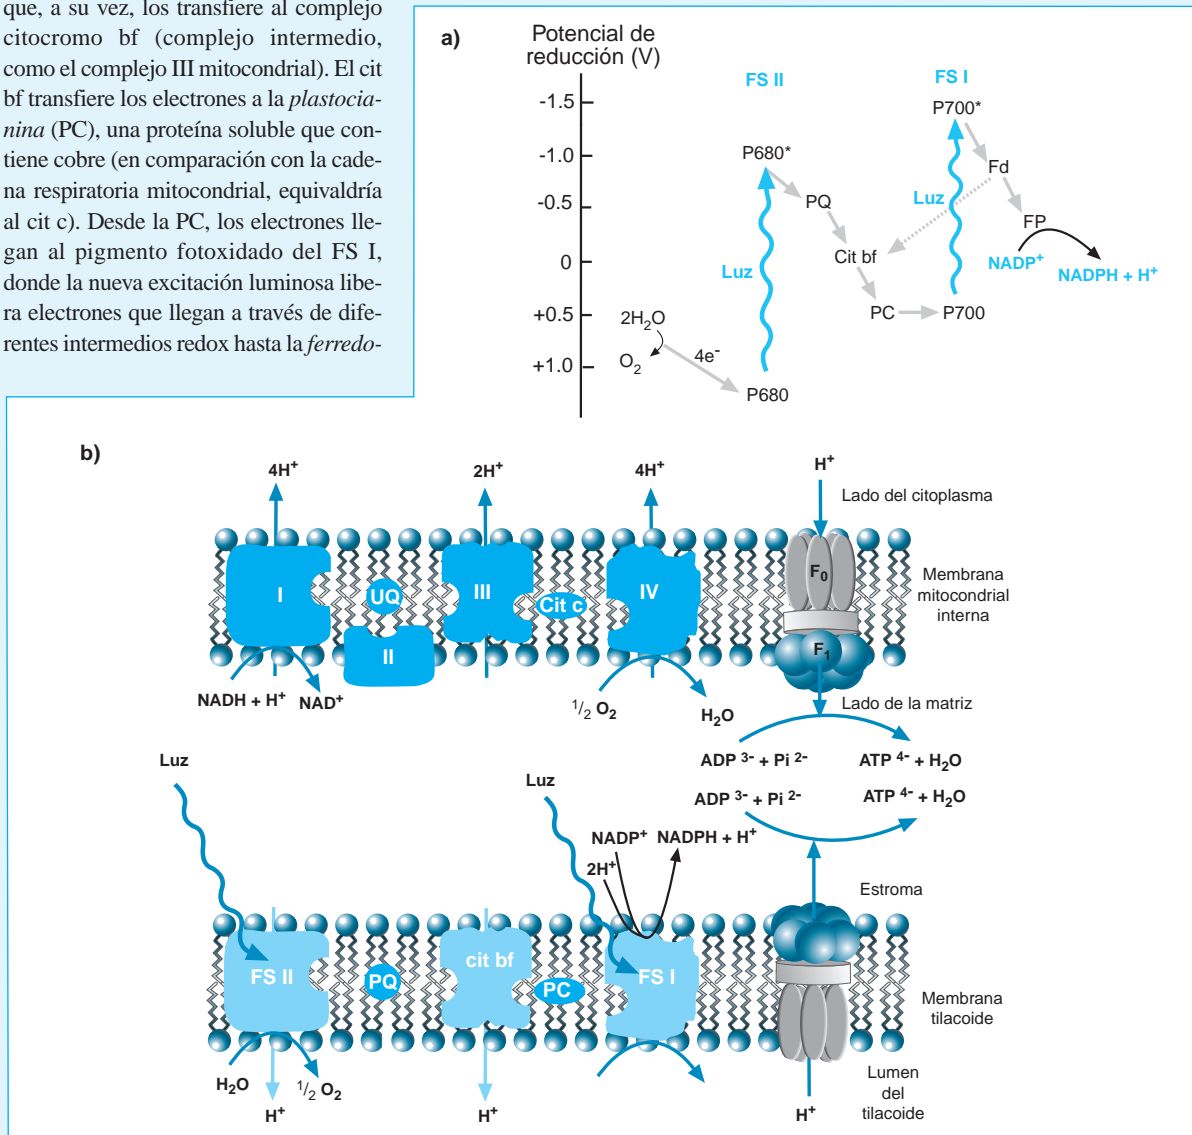 que, a su vez, los transfiere al complejo
citocromo bf (complejo intermedio,
como el complejo III mitocondrial). El cit
bf transfiere los electrones a la plastocia-
nina (PC), una proteína soluble que con-
tiene cobre (en comparación con la cade-
na respiratoria mitocondrial, equivaldría
al cit c). Desde la PC, los electrones lle-
gan al pigmento fotoxidado del FS I,
donde la nueva excitación luminosa libe-
ra electrones que llegan a través de dife-
rentes intermedios redox hasta la ferredo-
a)
Potencial de
reducción (V)
-1.5
-1.0
-0.5
0
+0.5
+1.0
FS II
FS I
P700*
P680*
Fd
PQ
Luz
FP
Cit bf
NADP+
NADPH + H+
Luz
PC
P700
2H2O
O2
4e-
P680
b)
4H+
2H+
4H+
H+
Lado del citoplasma
I
UQ
II
III
Cit c
IV
F0
F1
Membrana
mitocondrial
interna
NADH + H+
NAD+
1/2 O2
H2O
Lado de la matriz
ADP 3- + Pi 2-
ATP 4- + H2O
ADP 3- + Pi 2-
ATP 4- + H2O
Luz
Luz
NADP+
NADPH + H+
2H+
Estroma
FS II
PQ
cit bf
PC
FS I
Membrana
tilacoide
H2O
1/2 O2
H+
H+
H+
Lumen
del
tilacoide